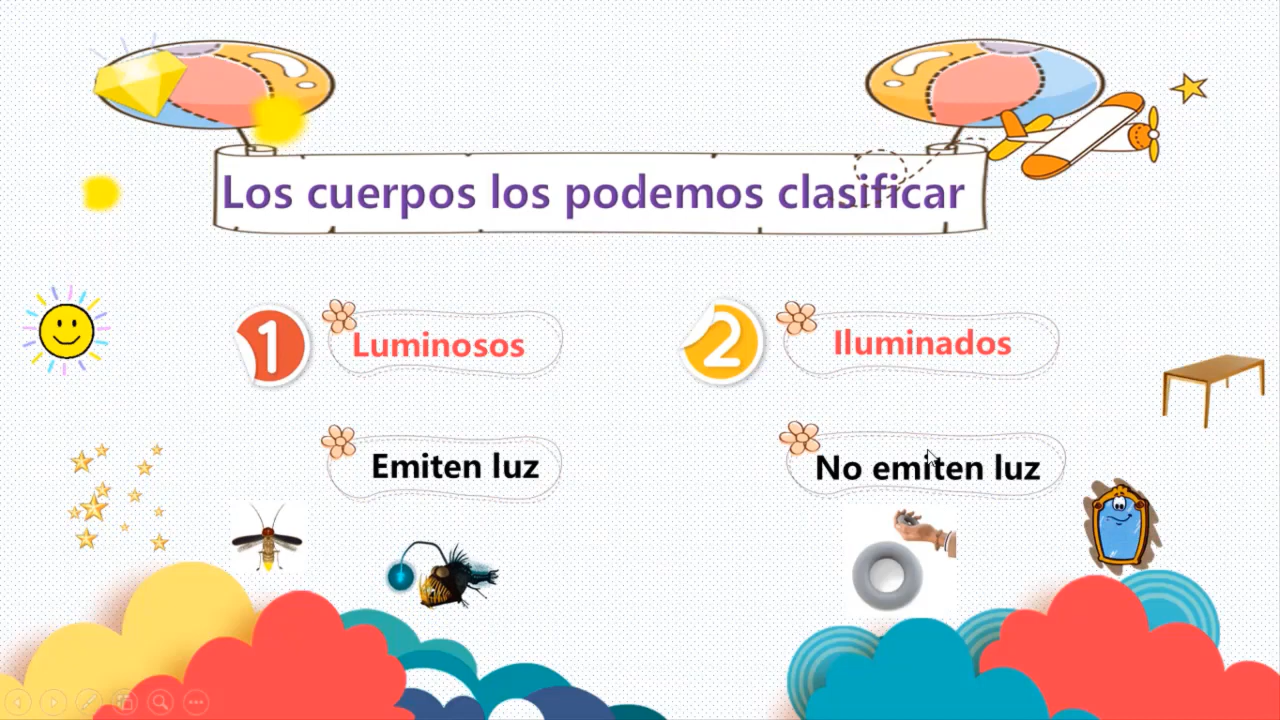 Los cuerpos los podemos clasificar
1
Luminosos
2
Iluminados
Emiten luz
No emiten luz